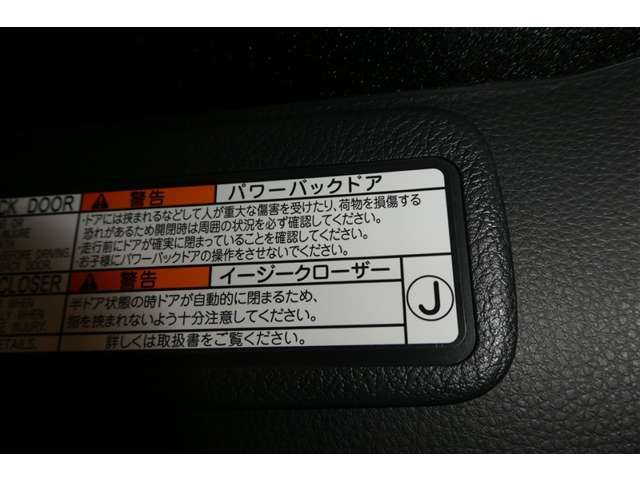 CK DOOR
警告 パワーバックドア
・ドアには挟まれるなどして人が重大な傷害を受けたり、荷物を損傷する
恐れがあるため開閉時は周囲の状況を必ず確認してください。
・走行前にドアが確実に閉まっていることを確認してください。
・お子様にパワーバックドアの操作をさせないでください。
DRIVING
DOOR.
CLOSER
警告 イージークローザー
半ドア状態の時ドアが自動的に閉まるため、
指を挟まれないよう十分注意してください。
WHEN
INJURY.
J
ETAILS.
詳しくは取扱書をご覧ください。